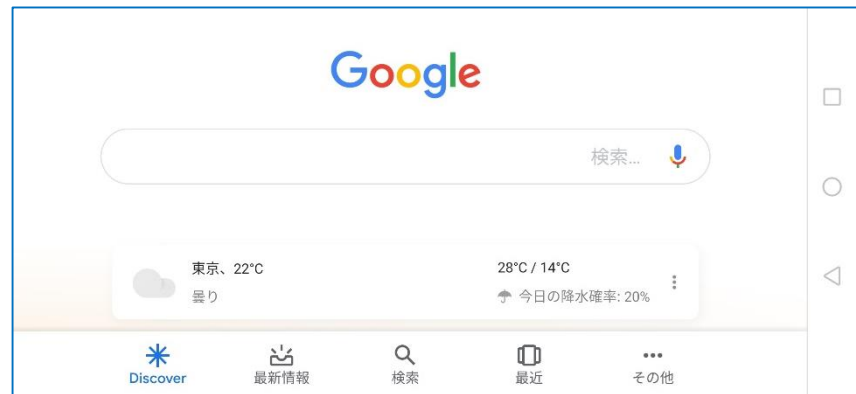 Google
検索...
東京、22°C
曇り
28°C / 14°C
今日の降水確率: 20%
Discover
最新情報
検索
最近
その他